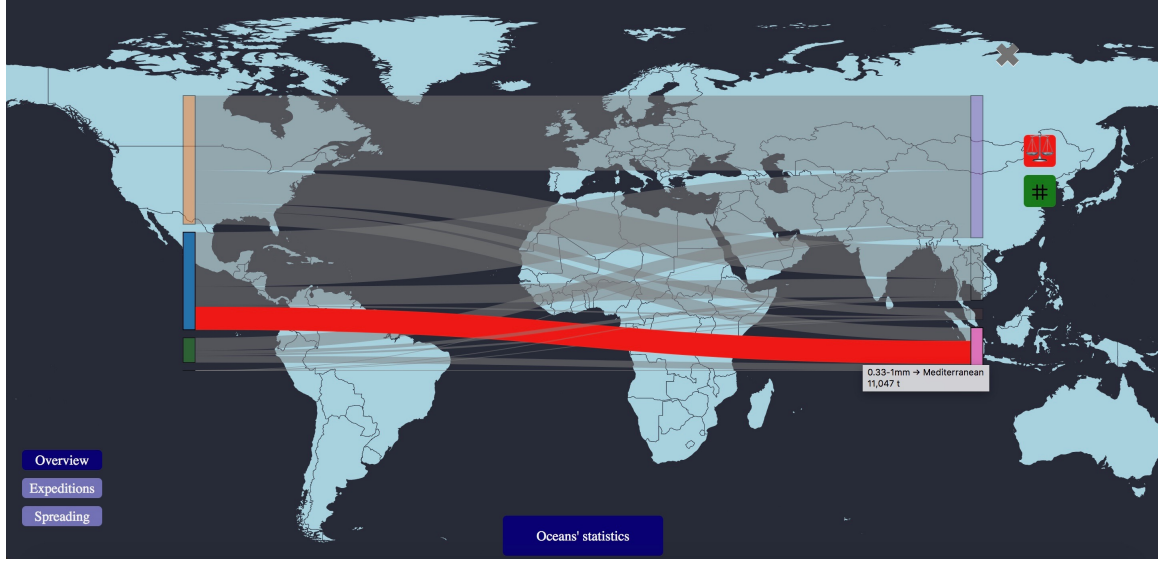 #
0.33-1mm → Mediterranean
11,047 t
Overview
Expeditions
Spreading
Oceans' statistics